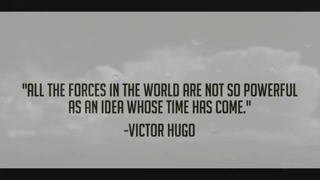 "ALL THE FORCES IN THE WORLD ARE NOT SO POWERFUL
AS AN IDEA WHOSE TIME HAS COME."
-VICTOR HUGO